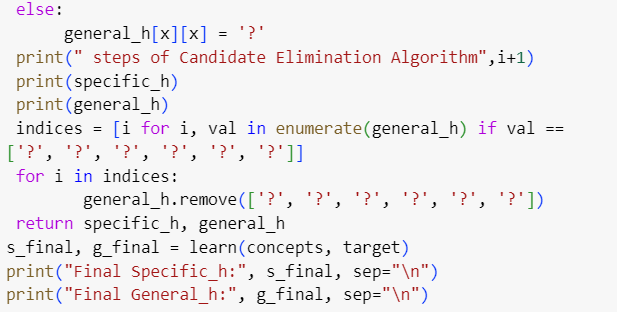 else:
general_h[x][x] = '?'
print(" steps of Candidate Elimination Algorithm",i+1)
print(specific_h)
print(general_h)
indices = [i for i, val in enumerate(general_h) if val ==
['?', '?', '?', '?', '?', '?']]
for i in indices:
general_h.remove(['?', '?', '?', '?', '?', '?'])
return specific_h, general_h
s_final, g_final = learn(concepts, target)
print("Final Specific_h:", s_final, sep="\n")
print("Final General_h:", g_final, sep="\n")